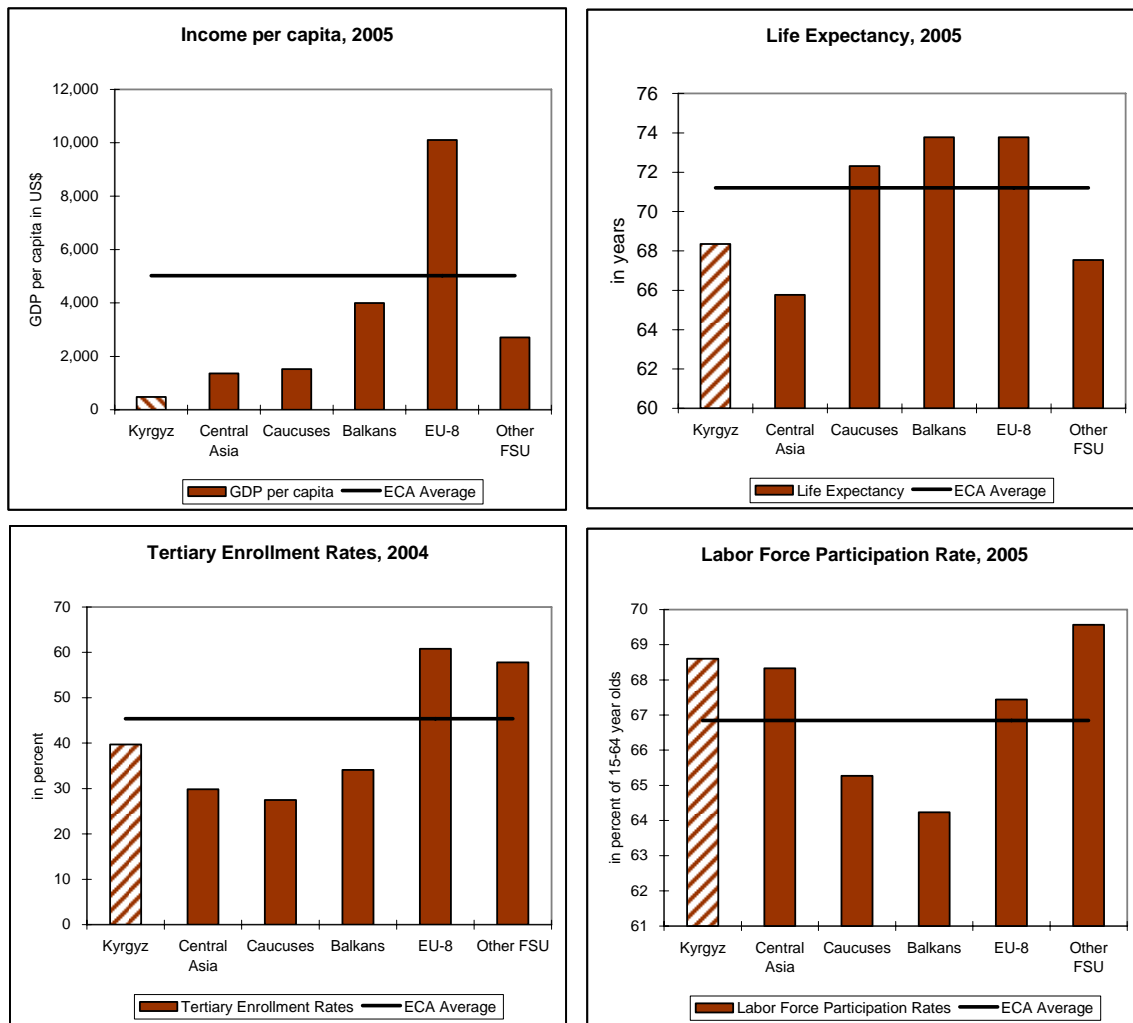 Income per capita, 2005
12,000
10,000
8,000
6,000
4,000
2,000
0
GDP per capita in US$
Kyrgyz
Central
Asia
Caucuses
Balkans
EU-8
Other
FSU
GDP per capita
ECA Average
Life Expectancy, 2005
76
74
72
70
68
66
64
62
60
in years
Kyrgyz
Central
Asia
Caucuses
Balkans
EU-8
Other
FSU
Life Expectancy
ECA Average
Tertiary Enrollment Rates, 2004
70
60
50
40
30
20
10
0
in percent
Kyrgyz
Central
Asia
Caucuses
Balkans
EU-8
Other FSU
Tertiary Enrollment Rates
ECA Average
Labor Force Participation Rate, 2005
70
69
68
67
66
65
64
63
62
61
in percent of 15-64 year olds
Kyrgyz
Central
Asia
Caucuses
Balkans
EU-8
Other
FSU
Labor Force Participation Rates
ECA Average